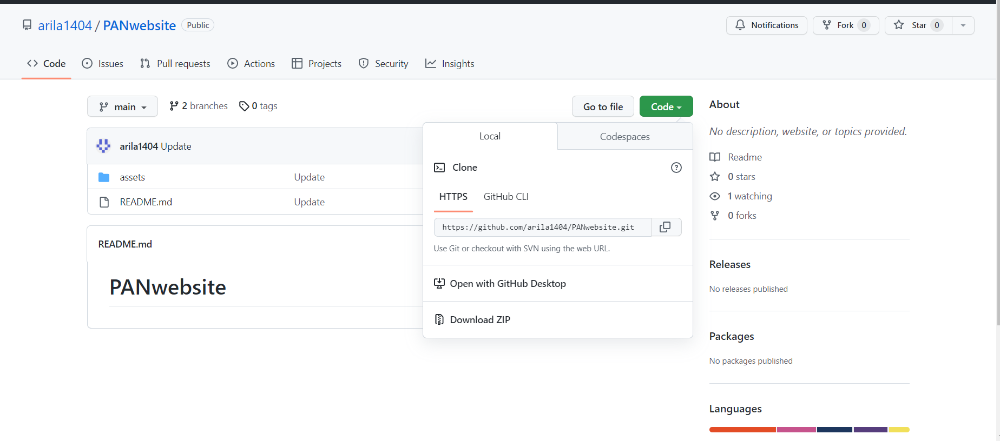 arila1404 / PANwebsite Public
Notifications Fork 0 Star 0
Code Issues Pull requests Actions Projects Security Insights
main 2 branches 0 tags Go to file Code
arila1404 Update
assets Update
README.md Update
README.md
PANwebsite
Local Codespaces
Clone
HTTPS GitHub CLI
https://github.com/arila1404/PANwebsite.git
Use Git or checkout with SVN using the web URL.
Open with GitHub Desktop
Download ZIP
About
No description, website, or topics provided.
Readme
0 stars
1 watching
0 forks
Releases
No releases published
Packages
No packages published
Languages